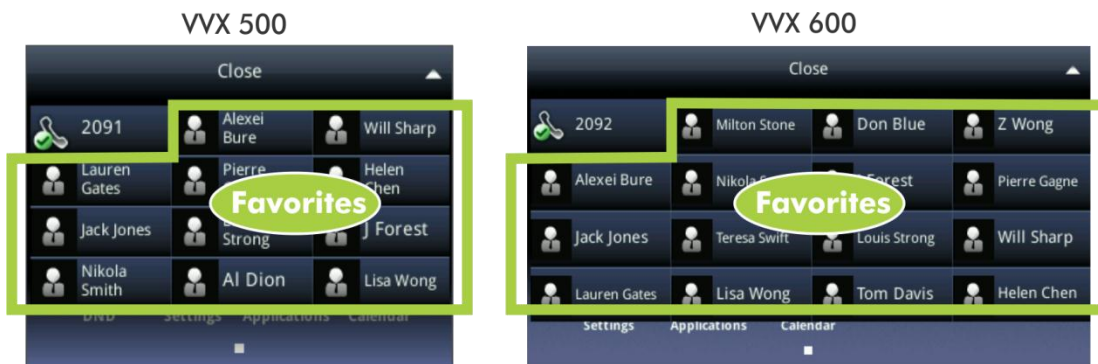 VVX 500
VVX 600
Close
2091
Alexei
Bure
Will Sharp
Lauren
Gates
Pierre
Helen
Chen
Favorites
Jack Jones
Strong
J Forest
Nikola
Smith
Al Dion
Lisa Wong
DND Settings Applications Calendar
Close
2092
Milton Stone
Don Blue
Z Wong
Alexei Bure
Nikola
Forest
Pierre Gagne
Favorites
Jack Jones
Teresa Swift
Louis Strong
Will Sharp
Lauren Gates
Lisa Wong
Tom Davis
Helen Chen
Settings Applications Calendar